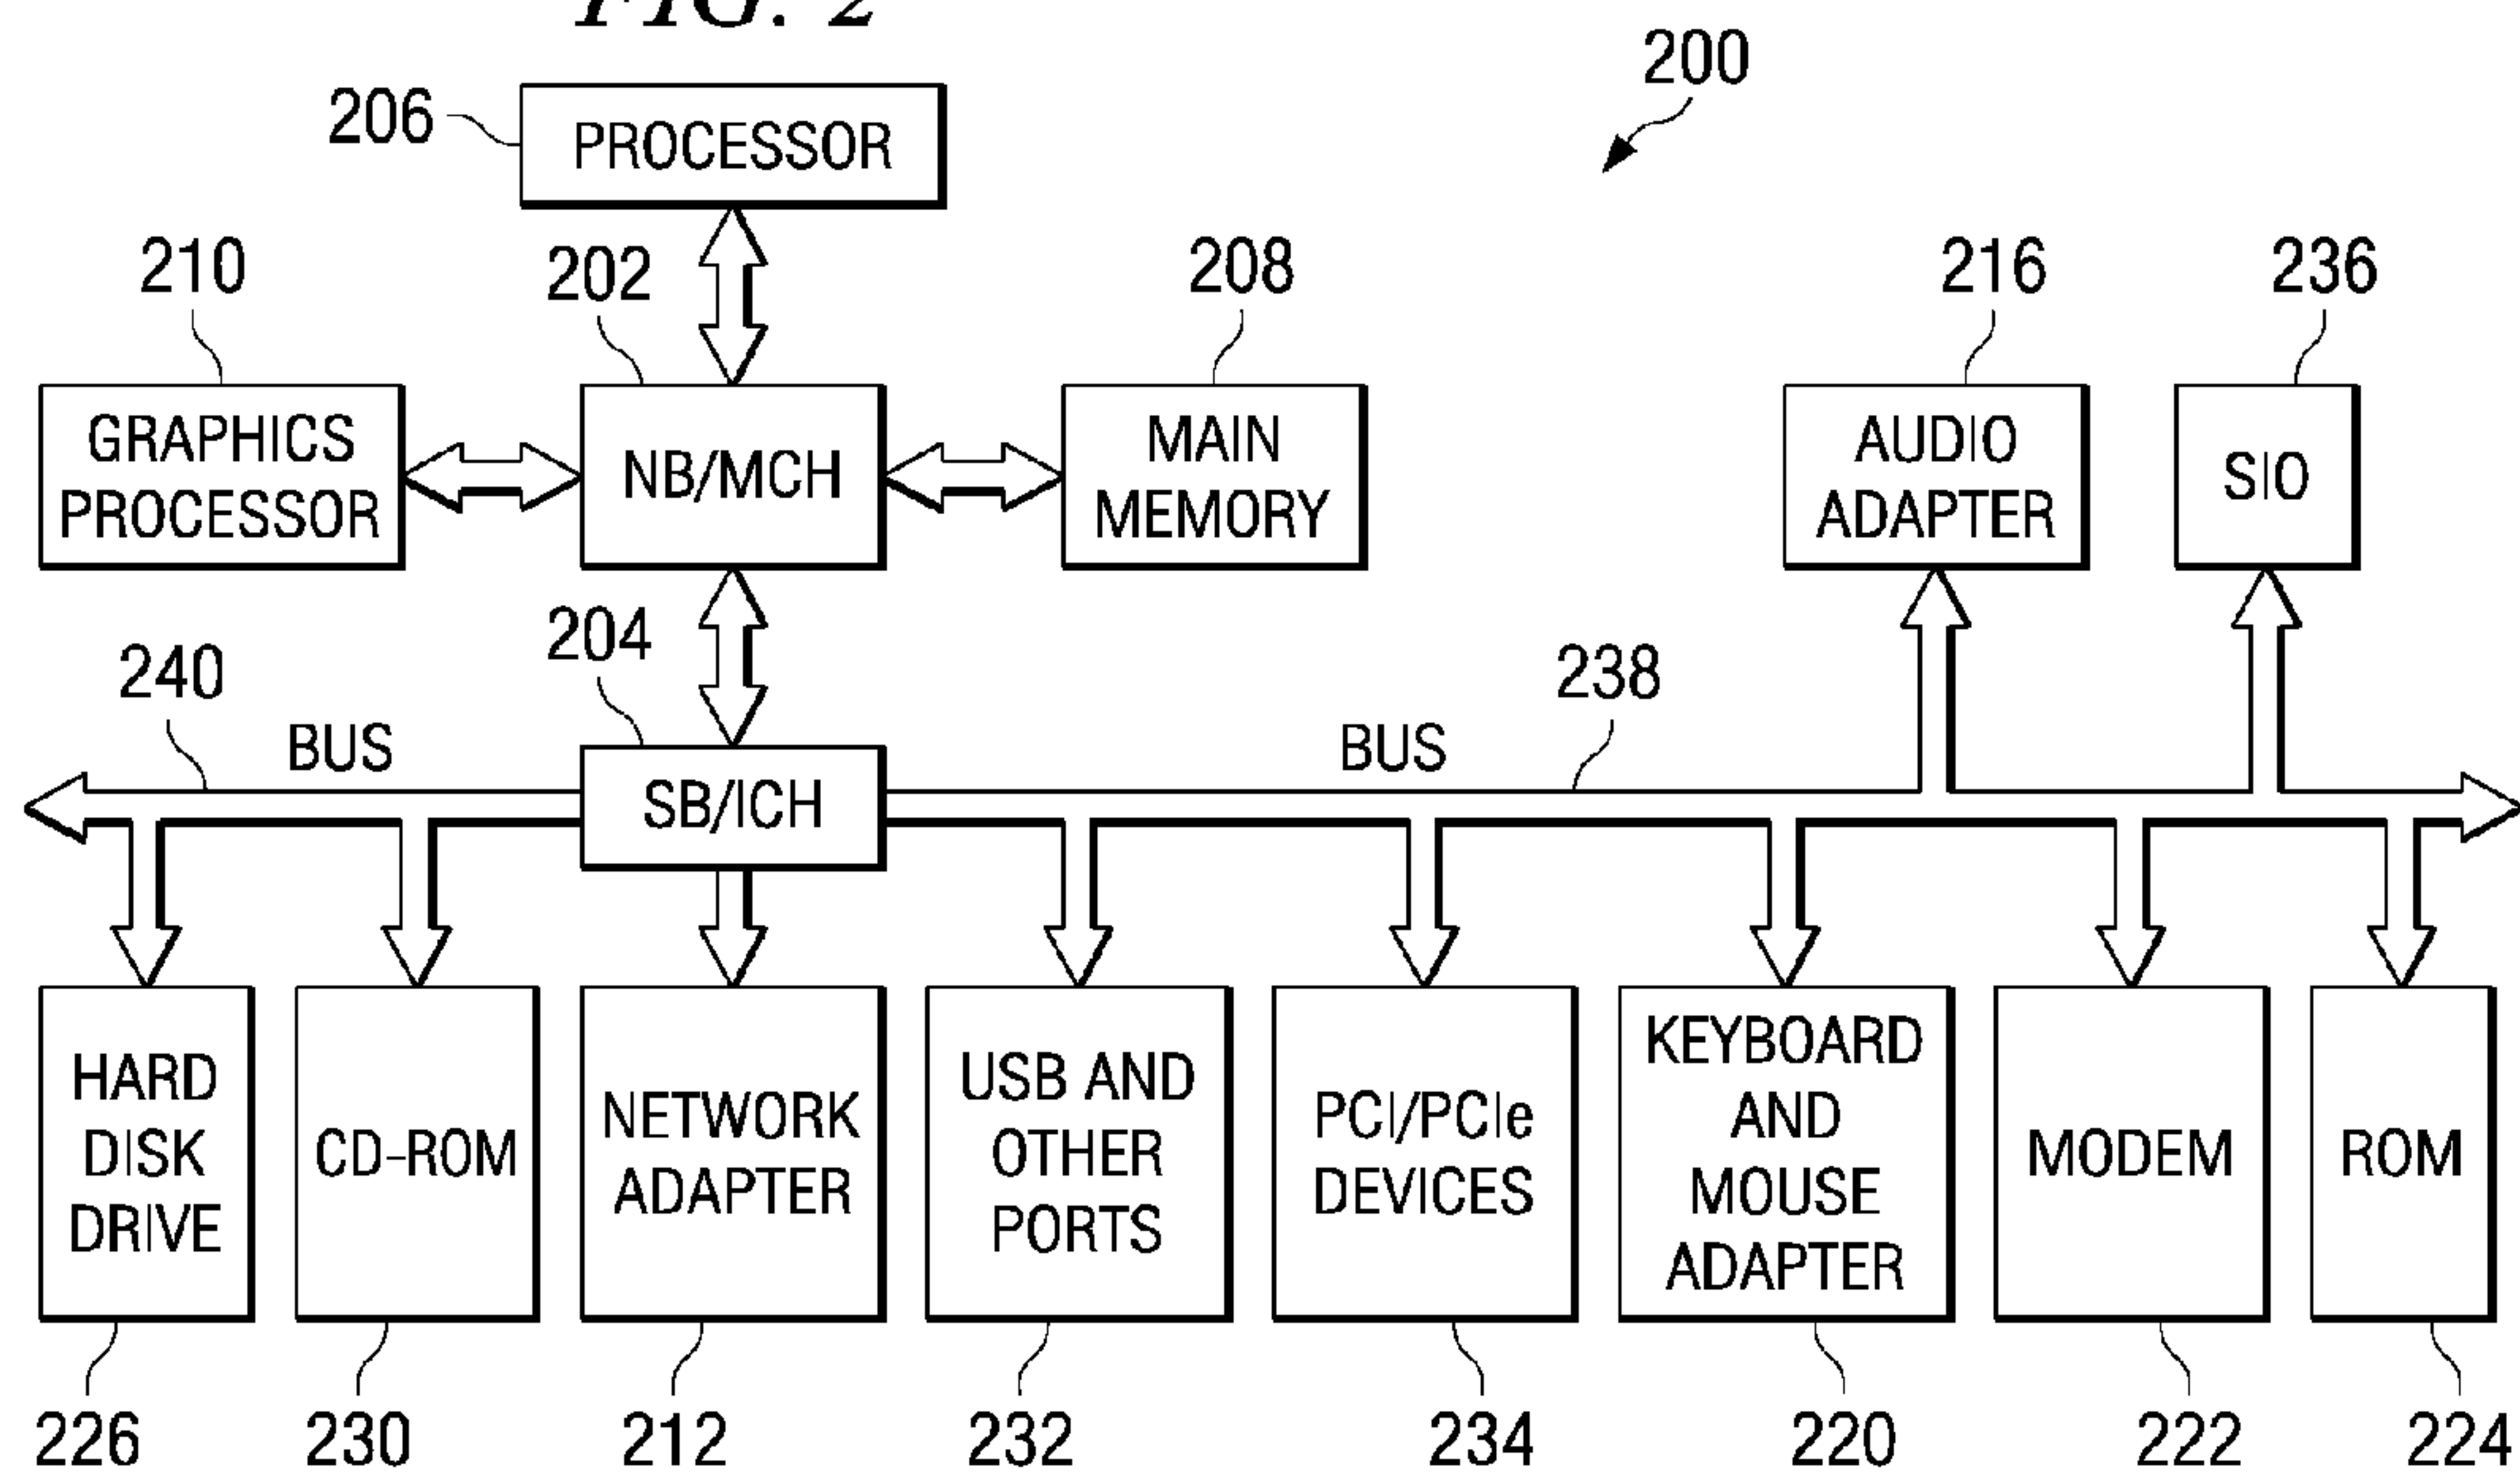 FIG. 2
200
206
PROCESSOR
210
202
208
216
236
GRAPHICS
PROCESSOR
NB/MCH
MAIN
MEMORY
AUDIO
ADAPTER
SIO
204
240
238
BUS
BUS
SB/ICH
HARD
DISK
DRIVE
CD-ROM
NETWORK
ADAPTER
USB AND
OTHER
PORTS
PCI/PCIe
DEVICES
KEYBOARD
AND
MOUSE
ADAPTER
MODEM
ROM
226
230
212
232
234
220
222
224